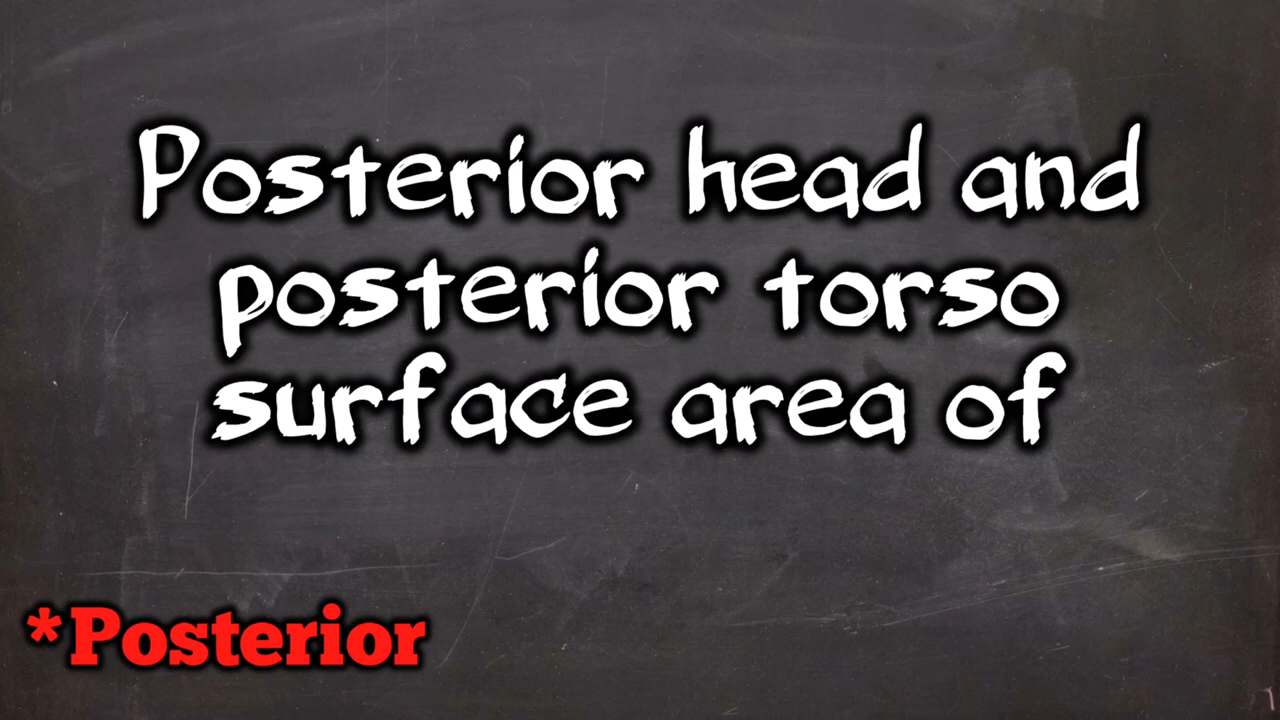 Posterior head and
posterior torso
surface area of
*Posterior